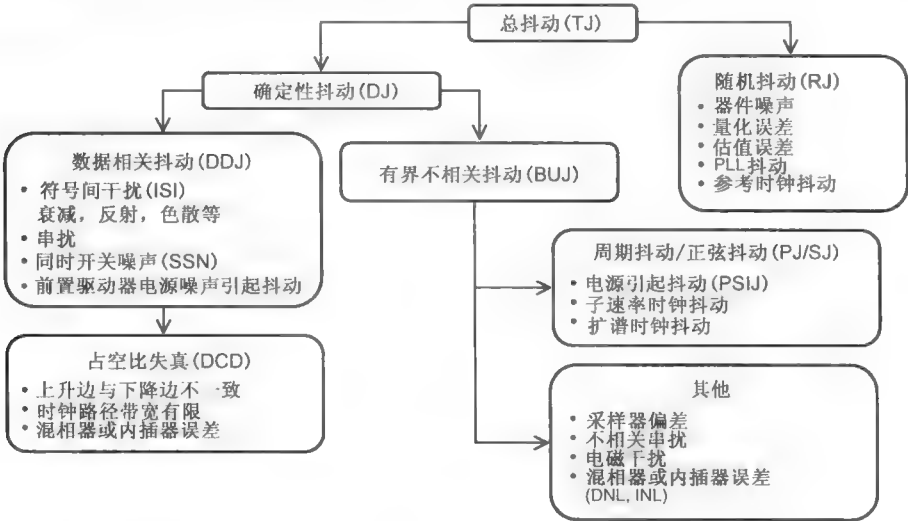 总抖动(TJ)
确定性抖动(DJ)
随机抖动(RJ)
• 器件噪声
• 量化误差
• 估值误差
• PLL抖动
• 参考时钟抖动
数据相关抖动(DDJ)
• 符号间干扰(ISI)
衰减，反射，色散等
• 串扰
• 同时开关噪声(SSN)
• 前置驱动器电源噪声引起抖动
有界不相关抖动(BUJ)
周期抖动/正弦抖动(PJ/SJ)
• 电源引起抖动(PSIJ)
• 子速率时钟抖动
• 扩谱时钟抖动
占空比失真(DCD)
• 上升边与下降边不一致
• 时钟路径带宽有限
• 混相器或内插器误差
其他
• 采样器偏差
• 不相关串扰
• 电磁干扰
• 混相器或内插器误差
(DNL, INL)